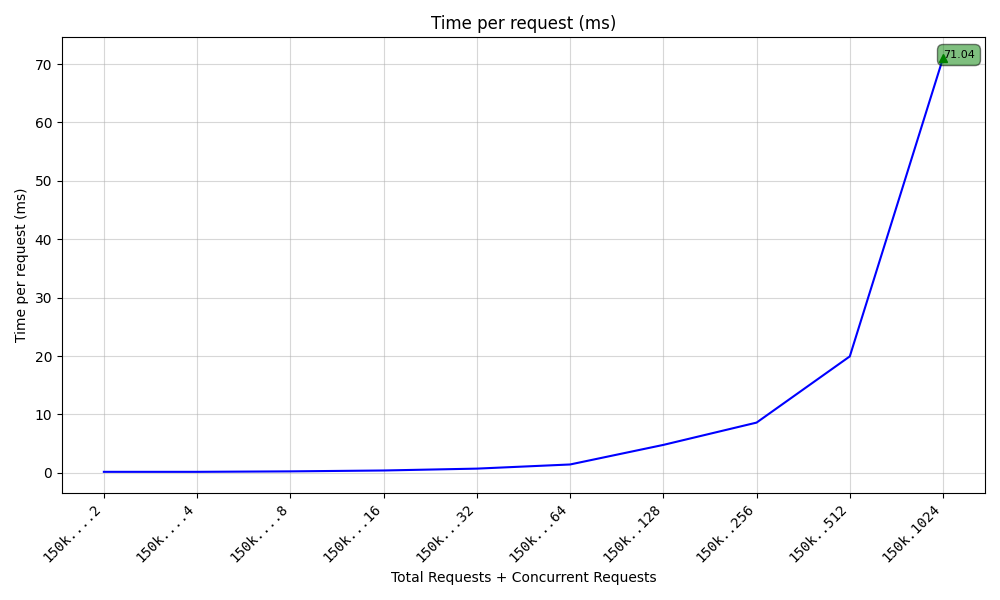 Time per request (ms)
71.04
Time per request (ms)
70
60
50
40
30
20
10
0
150k....2
150k....4
150k....8
150k...16
150k...32
150k...64
150k..128
150k..256
150k..512
150k.1024
Total Requests + Concurrent Requests